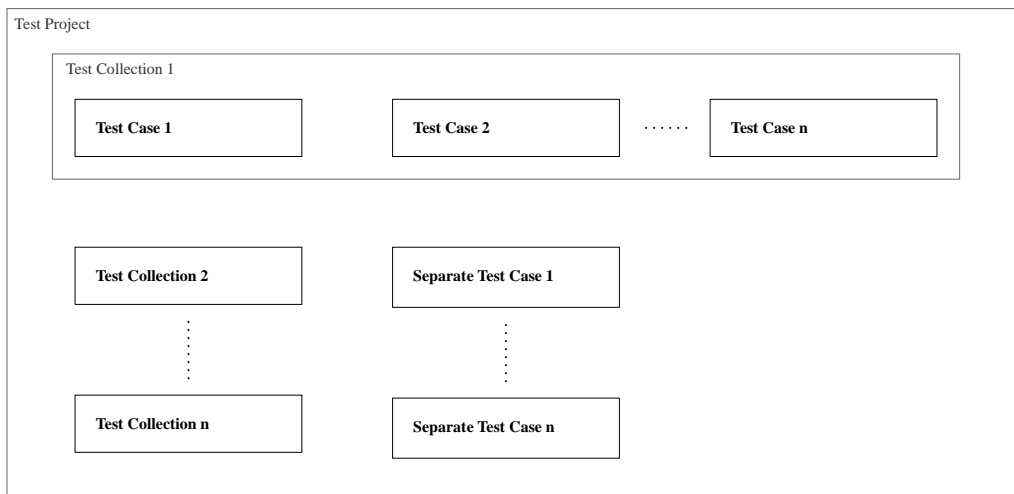 Test Project
Test Collection 1
Test Case 1
Test Case 2
Test Case n
Test Collection 2
Separate Test Case 1
Test Collection n
Separate Test Case n